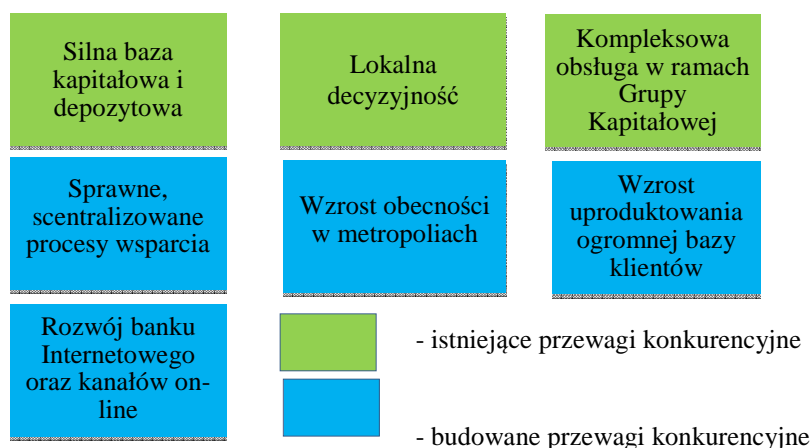 Silna baza
kapitałowa i
depozytowa
Lokalna
decyzyjność
Kompleksowa
obsługa w ramach
Grupy
Kapitałowej
Sprawne,
scentralizowane
procesy wsparcia
Wzrost obecności
w metropoliach
Wzrost
uproduktowania
ogromnej bazy
klientów
Rozwój banku
Internetowego
oraz kanałów on-
line
- istniejące przewagi konkurencyjne
- budowane przewagi konkurencyjne